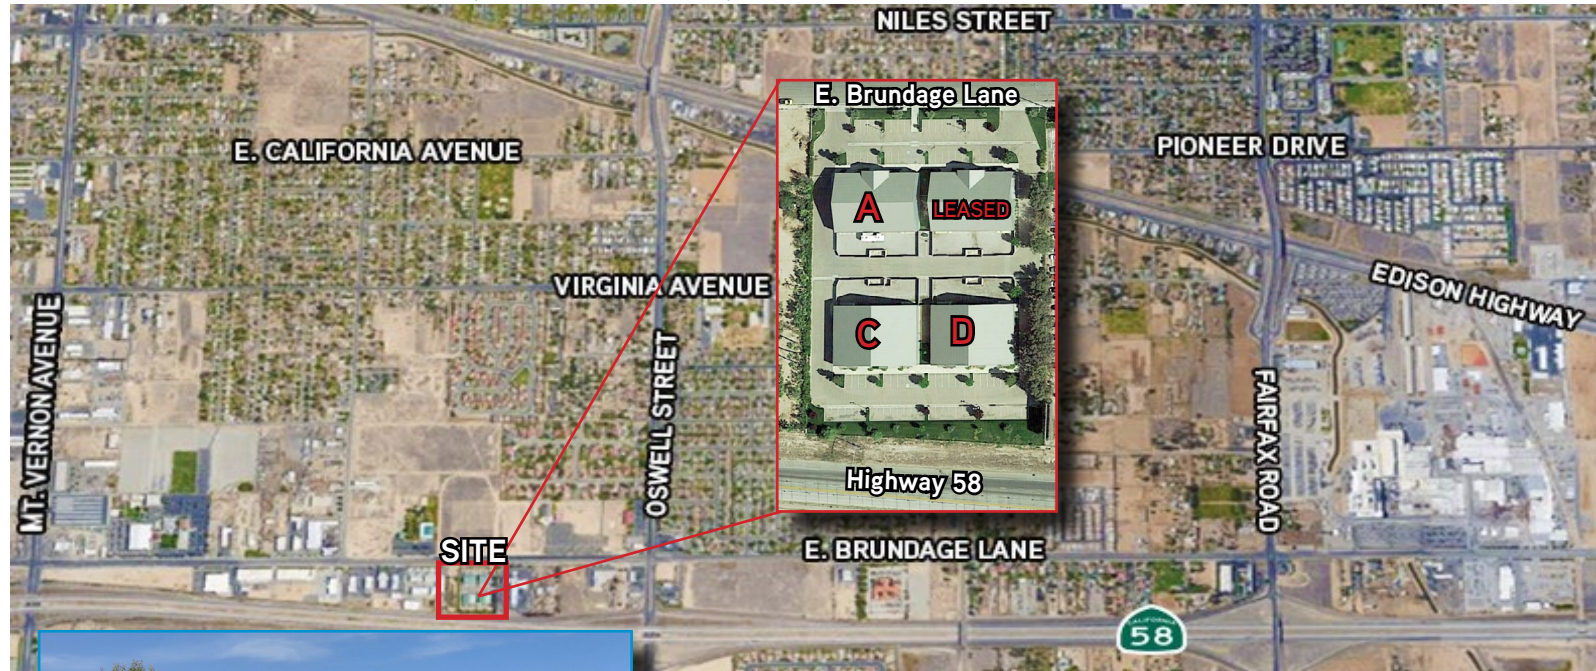 NILES STREET
E. Brundage Lane
E. CALIFORNIA AVENUE
PIONEER DRIVE
A
LEASED
VIRGINIA AVENUE
EDISON HIGHWAY
MT. VERNON AVENUE
C
D
OSWELL STREET
FAIRFAX ROAD
Highway 58
SITE
E. BRUNDAGE LANE
CALIFORNIA
58